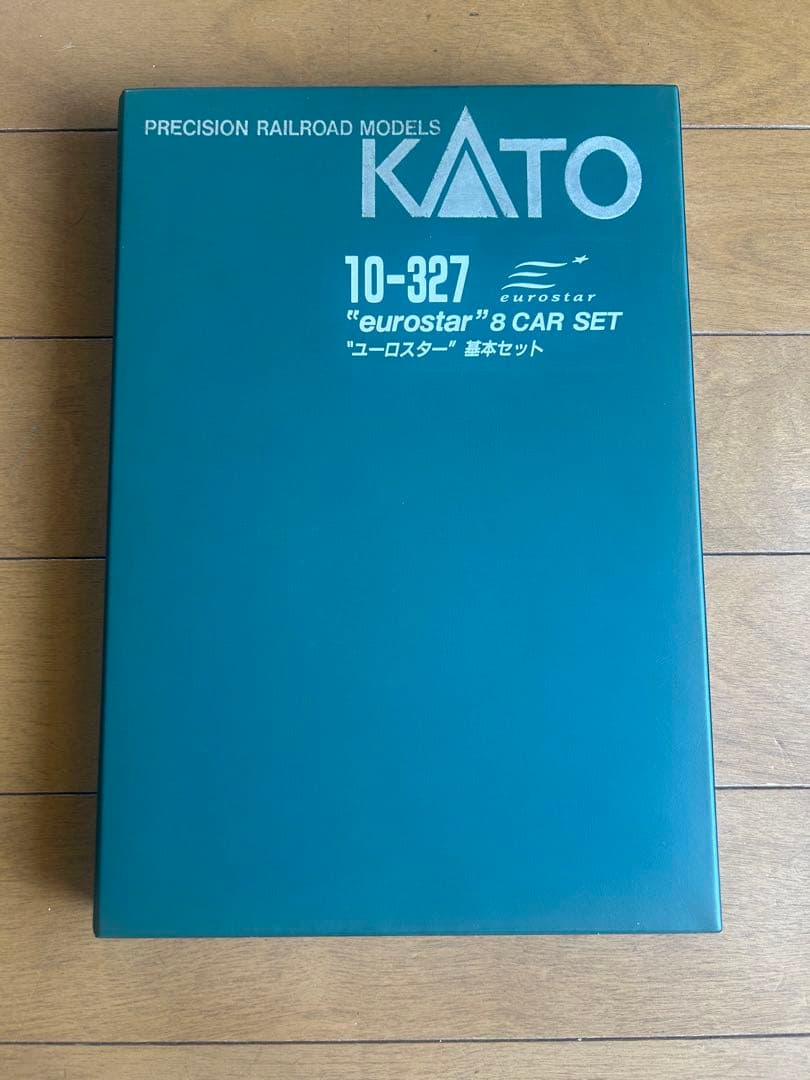 PRECISION RAILROAD MODELS
KATO
10-327
eurostar
"eurostar" 8 CAR SET
"ユーロスター" 基本セット